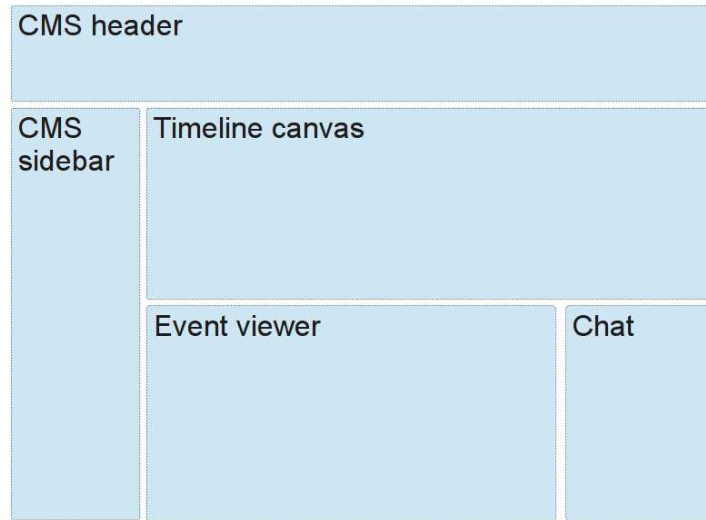 CMS header
CMS
sidebar
Timeline canvas
Event viewer
Chat